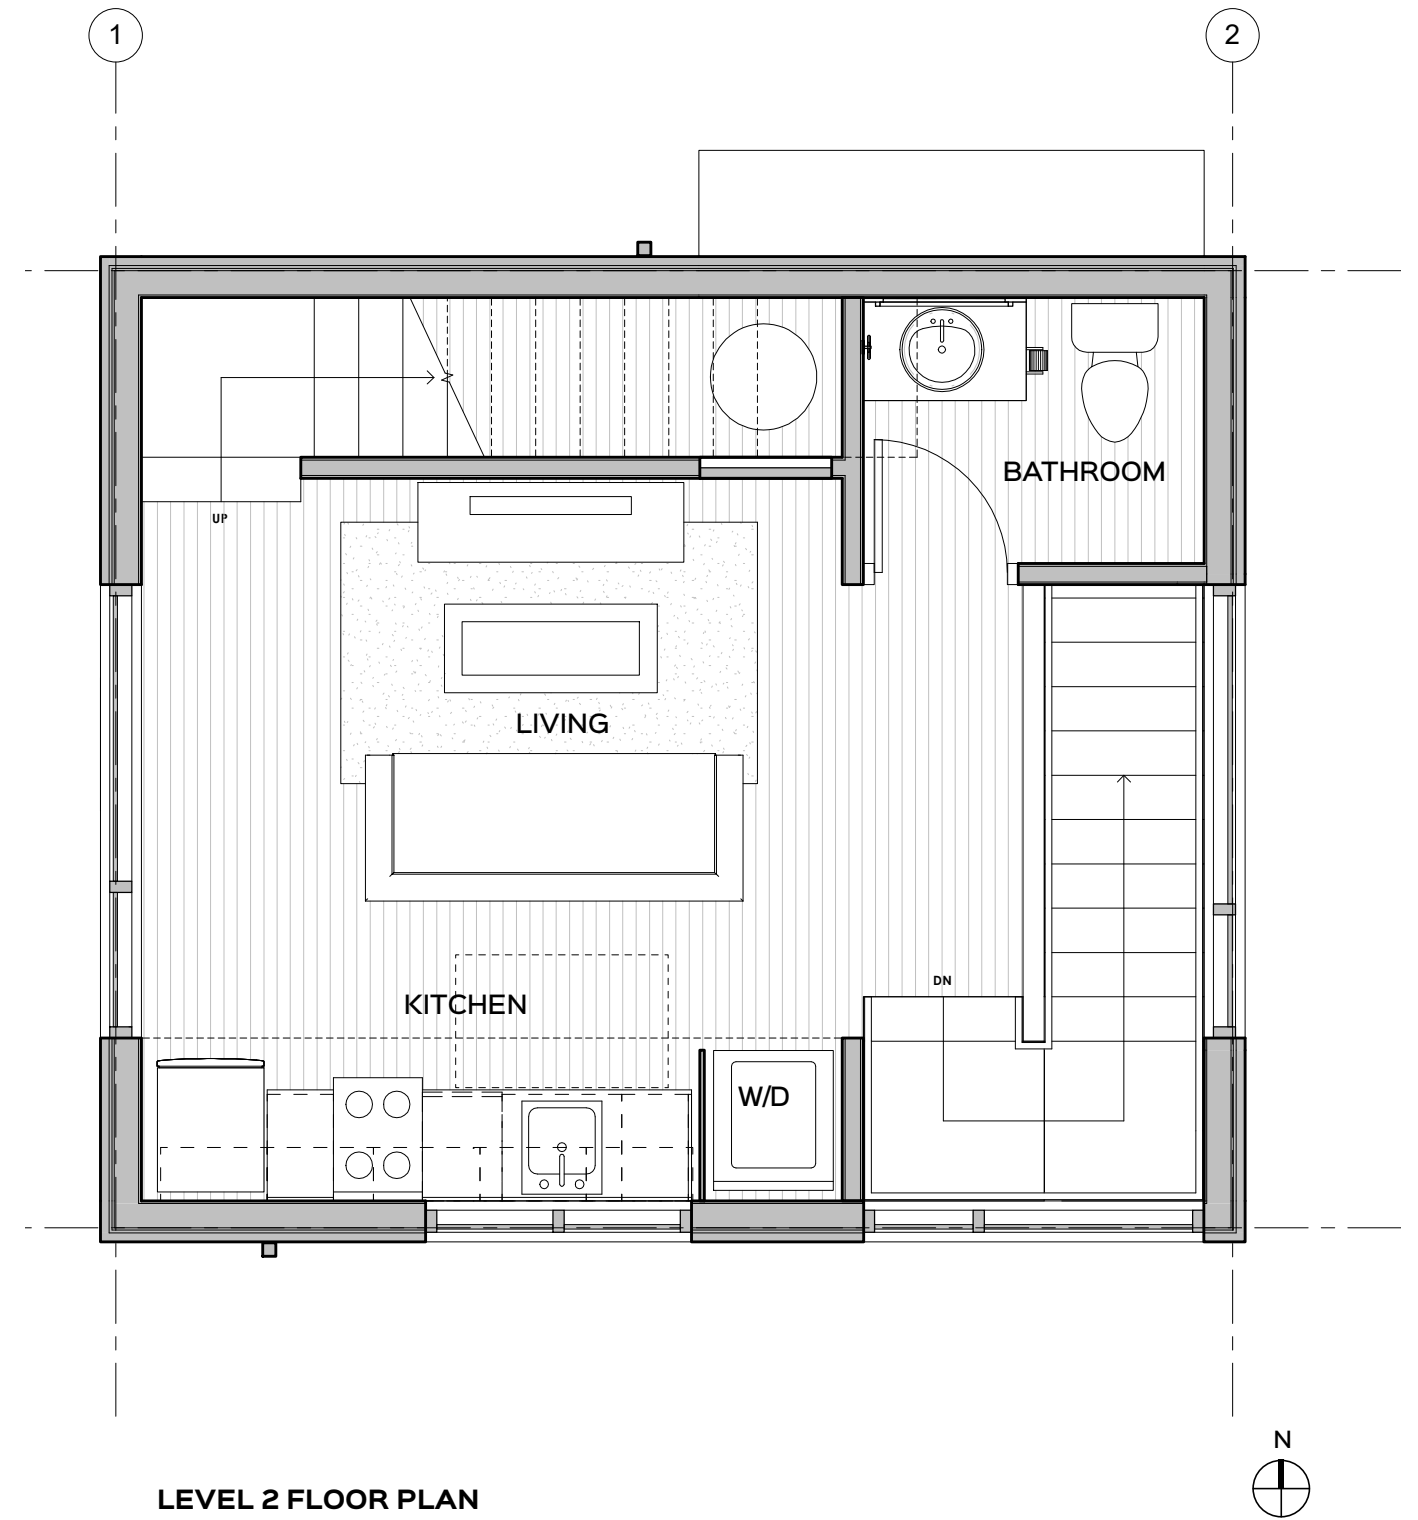 1
2
BATHROOM
UP
LIVING
DN
KITCHEN
W/D
N
LEVEL 2 FLOOR PLAN